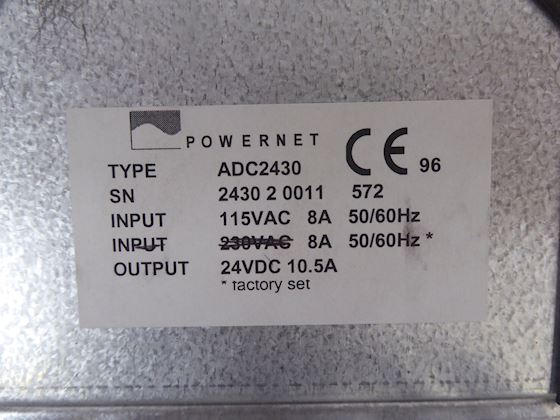 POWERNET
CE 96
TYPE ADC2430
SN 2430 2 0011 572
INPUT 115VAC 8A 50/60Hz
INPUT 230VAC 8A 50/60Hz *
OUTPUT 24VDC 10.5A
* factory set